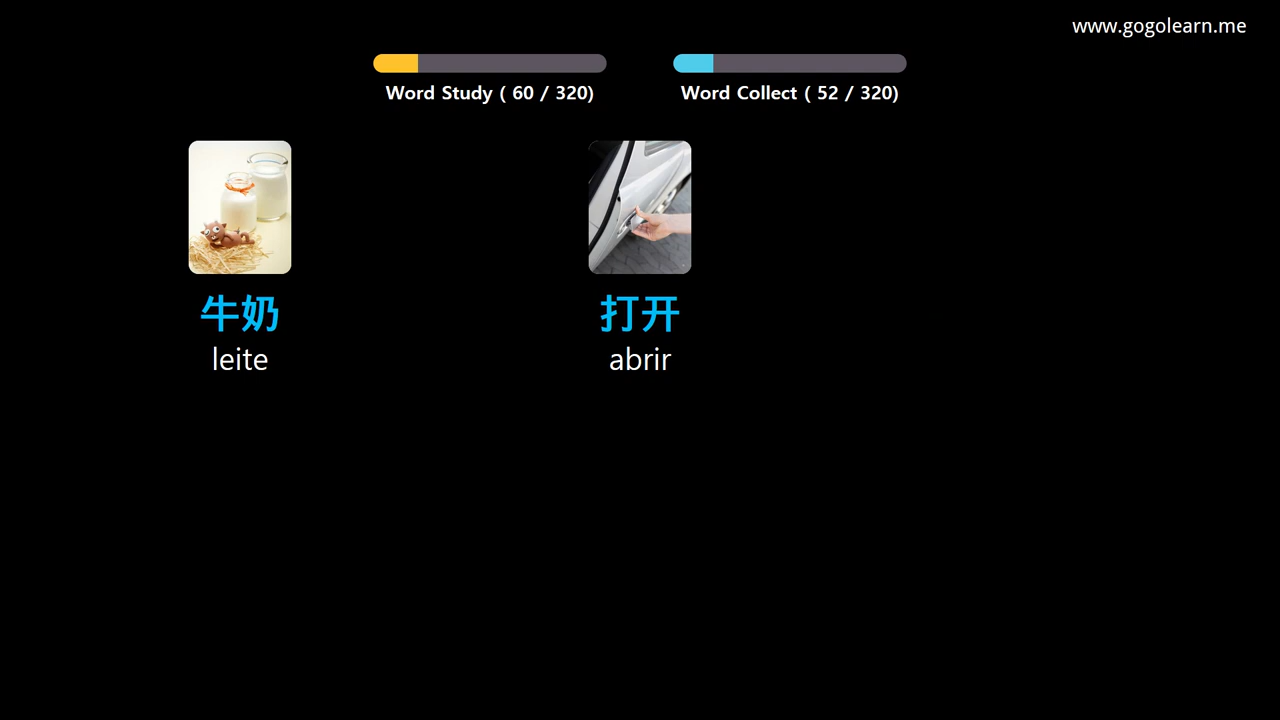 www.gogolearn.me
Word Study ( 60 / 320)
Word Collect ( 52 / 320)
牛奶
leite
打开
abrir